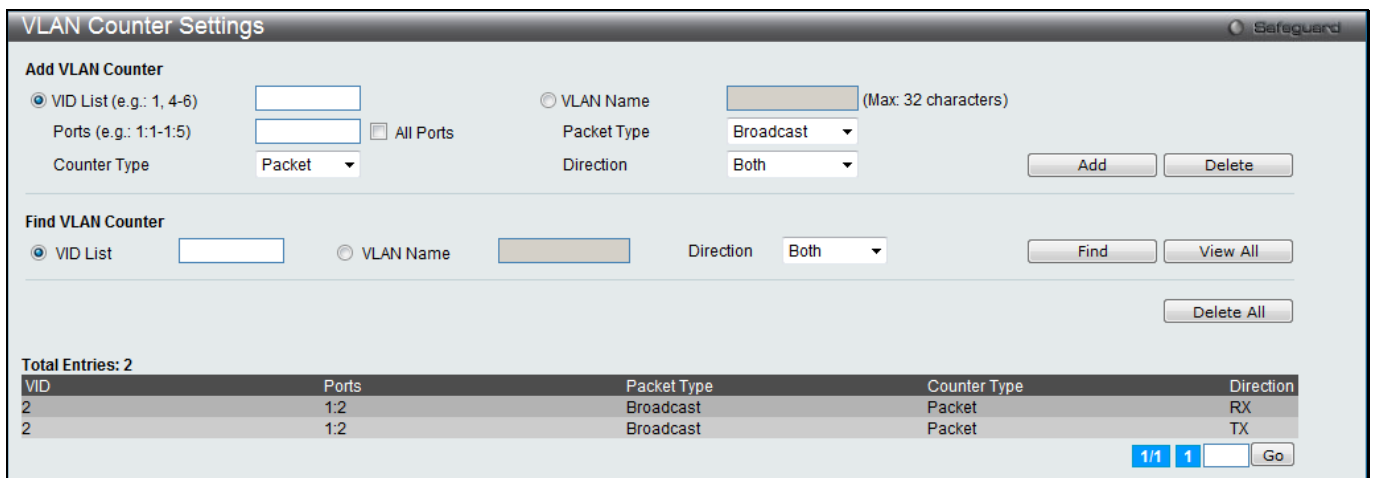 VLAN Counter Settings
Safeguard
Add VLAN Counter
VID List (e.g.: 1, 4-6) VLAN Name (Max: 32 characters)
Ports (e.g.: 1:1-1:5) All Ports Packet Type Broadcast
Counter Type Packet Direction Both Add Delete
Find VLAN Counter
VID List VLAN Name Direction Both Find View All
Delete All
Total Entries: 2
VID Ports Packet Type Counter Type Direction
2 1:2 Broadcast Packet RX
2 1:2 Broadcast Packet TX
1/1 1 Go